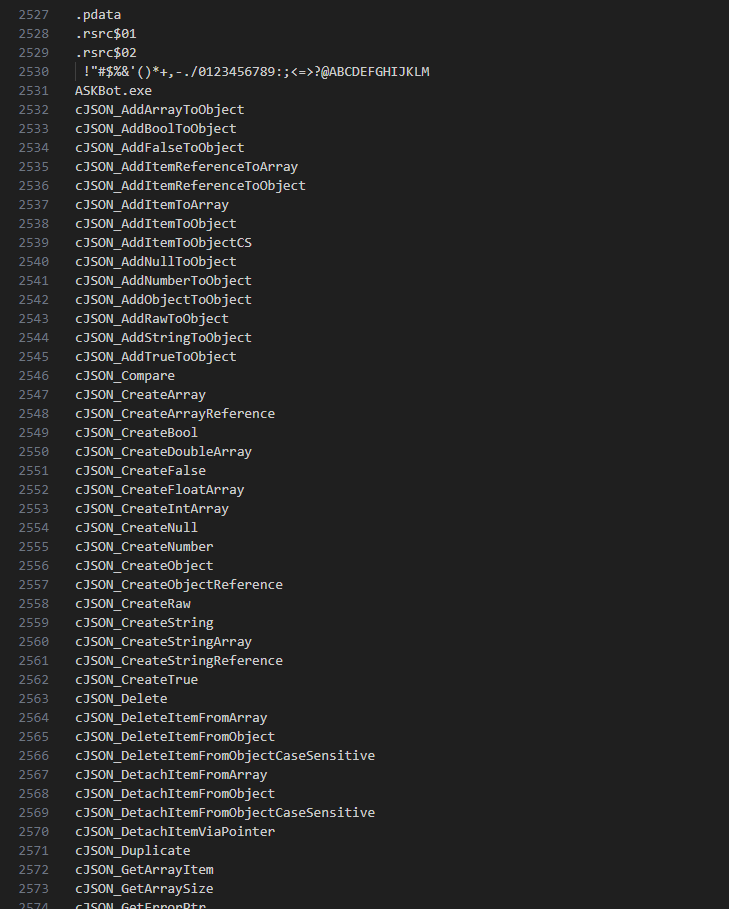 2527 .pdata
2528 .rsrc$01
2529 .rsrc$02
2530 !"#$%&'()*+,-./0123456789:;<=>?@ABCDEFGHIJKLM
2531 ASKBot.exe
2532 cJSON_AddArrayToObject
2533 cJSON_AddBoolToObject
2534 cJSON_AddFalseToObject
2535 cJSON_AddItemReferenceToArray
2536 cJSON_AddItemReferenceToObject
2537 cJSON_AddItemToArray
2538 cJSON_AddItemToObject
2539 cJSON_AddItemToObjectCS
2540 cJSON_AddNullToObject
2541 cJSON_AddNumberToObject
2542 cJSON_AddObjectToObject
2543 cJSON_AddRawToObject
2544 cJSON_AddStringToObject
2545 cJSON_AddTrueToObject
2546 cJSON_Compare
2547 cJSON_CreateArray
2548 cJSON_CreateArrayReference
2549 cJSON_CreateBool
2550 cJSON_CreateDoubleArray
2551 cJSON_CreateFalse
2552 cJSON_CreateFloatArray
2553 cJSON_CreateIntArray
2554 cJSON_CreateNull
2555 cJSON_CreateNumber
2556 cJSON_CreateObject
2557 cJSON_CreateObjectReference
2558 cJSON_CreateRaw
2559 cJSON_CreateString
2560 cJSON_CreateStringArray
2561 cJSON_CreateStringReference
2562 cJSON_CreateTrue
2563 cJSON_Delete
2564 cJSON_DeleteItemFromArray
2565 cJSON_DeleteItemFromObject
2566 cJSON_DeleteItemFromObjectCaseSensitive
2567 cJSON_DetachItemFromArray
2568 cJSON_DetachItemFromObject
2569 cJSON_DetachItemFromObjectCaseSensitive
2570 cJSON_DetachItemViaPointer
2571 cJSON_Duplicate
2572 cJSON_GetArrayItem
2573 cJSON_GetArraySize
2574 cJSON_GetErrorPtr